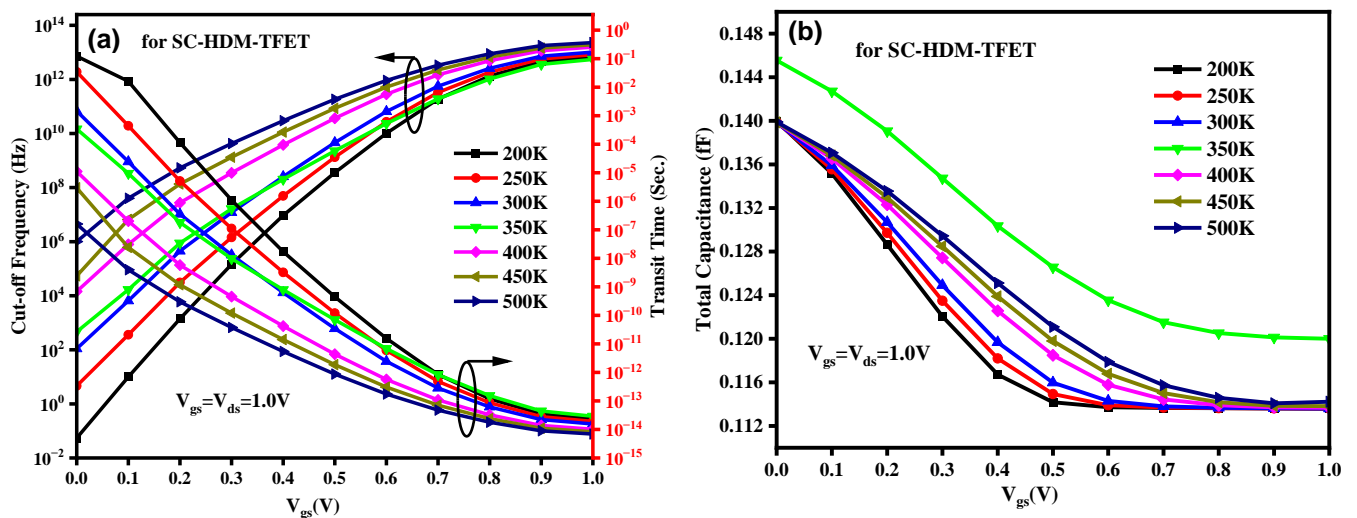 (a)
for SC-HDM-TFET
Cut-off Frequency (Hz)
10^14
10^12
10^10
10^8
10^6
10^4
10^2
10^0
10^-2
200K
250K
300K
350K
400K
450K
500K
V_gs=V_ds=1.0V
0.0 0.1 0.2 0.3 0.4 0.5 0.6 0.7 0.8 0.9 1.0
V_gs(V)
10^0
10^-1
10^-2
10^-3
10^-4
10^-5
10^-6
10^-7
10^-8
10^-9
10^-10
10^-11
10^-12
10^-13
10^-14
10^-15
Transit Time (Sec.)
(b)
for SC-HDM-TFET
Total Capacitance (fF)
0.148
0.144
0.140
0.136
0.132
0.128
0.124
0.120
0.116
0.112
200K
250K
300K
350K
400K
450K
500K
V_gs=V_ds=1.0V
0.0 0.1 0.2 0.3 0.4 0.5 0.6 0.7 0.8 0.9 1.0
V_gs(V)